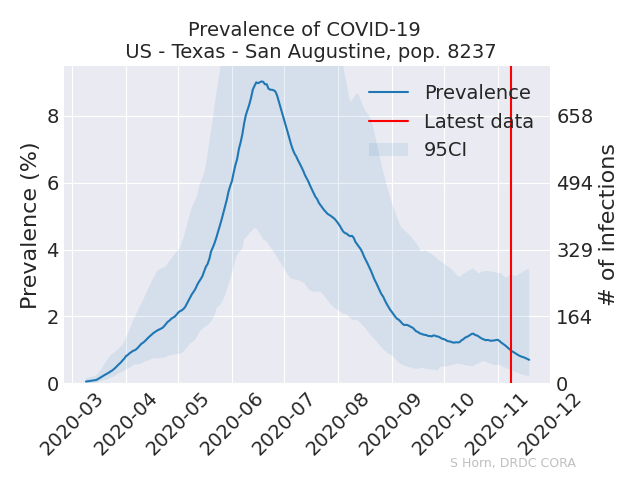 Prevalence of COVID-19
US - Texas - San Augustine, pop. 8237
Prevalence
Latest data
95CI
Prevalence (%)
8
6
4
2
0
658
494
329
164
0
# of infections
2020-03
2020-04
2020-05
2020-06
2020-07
2020-08
2020-09
2020-10
2020-11
2020-12
S Horn, DRDC CORA